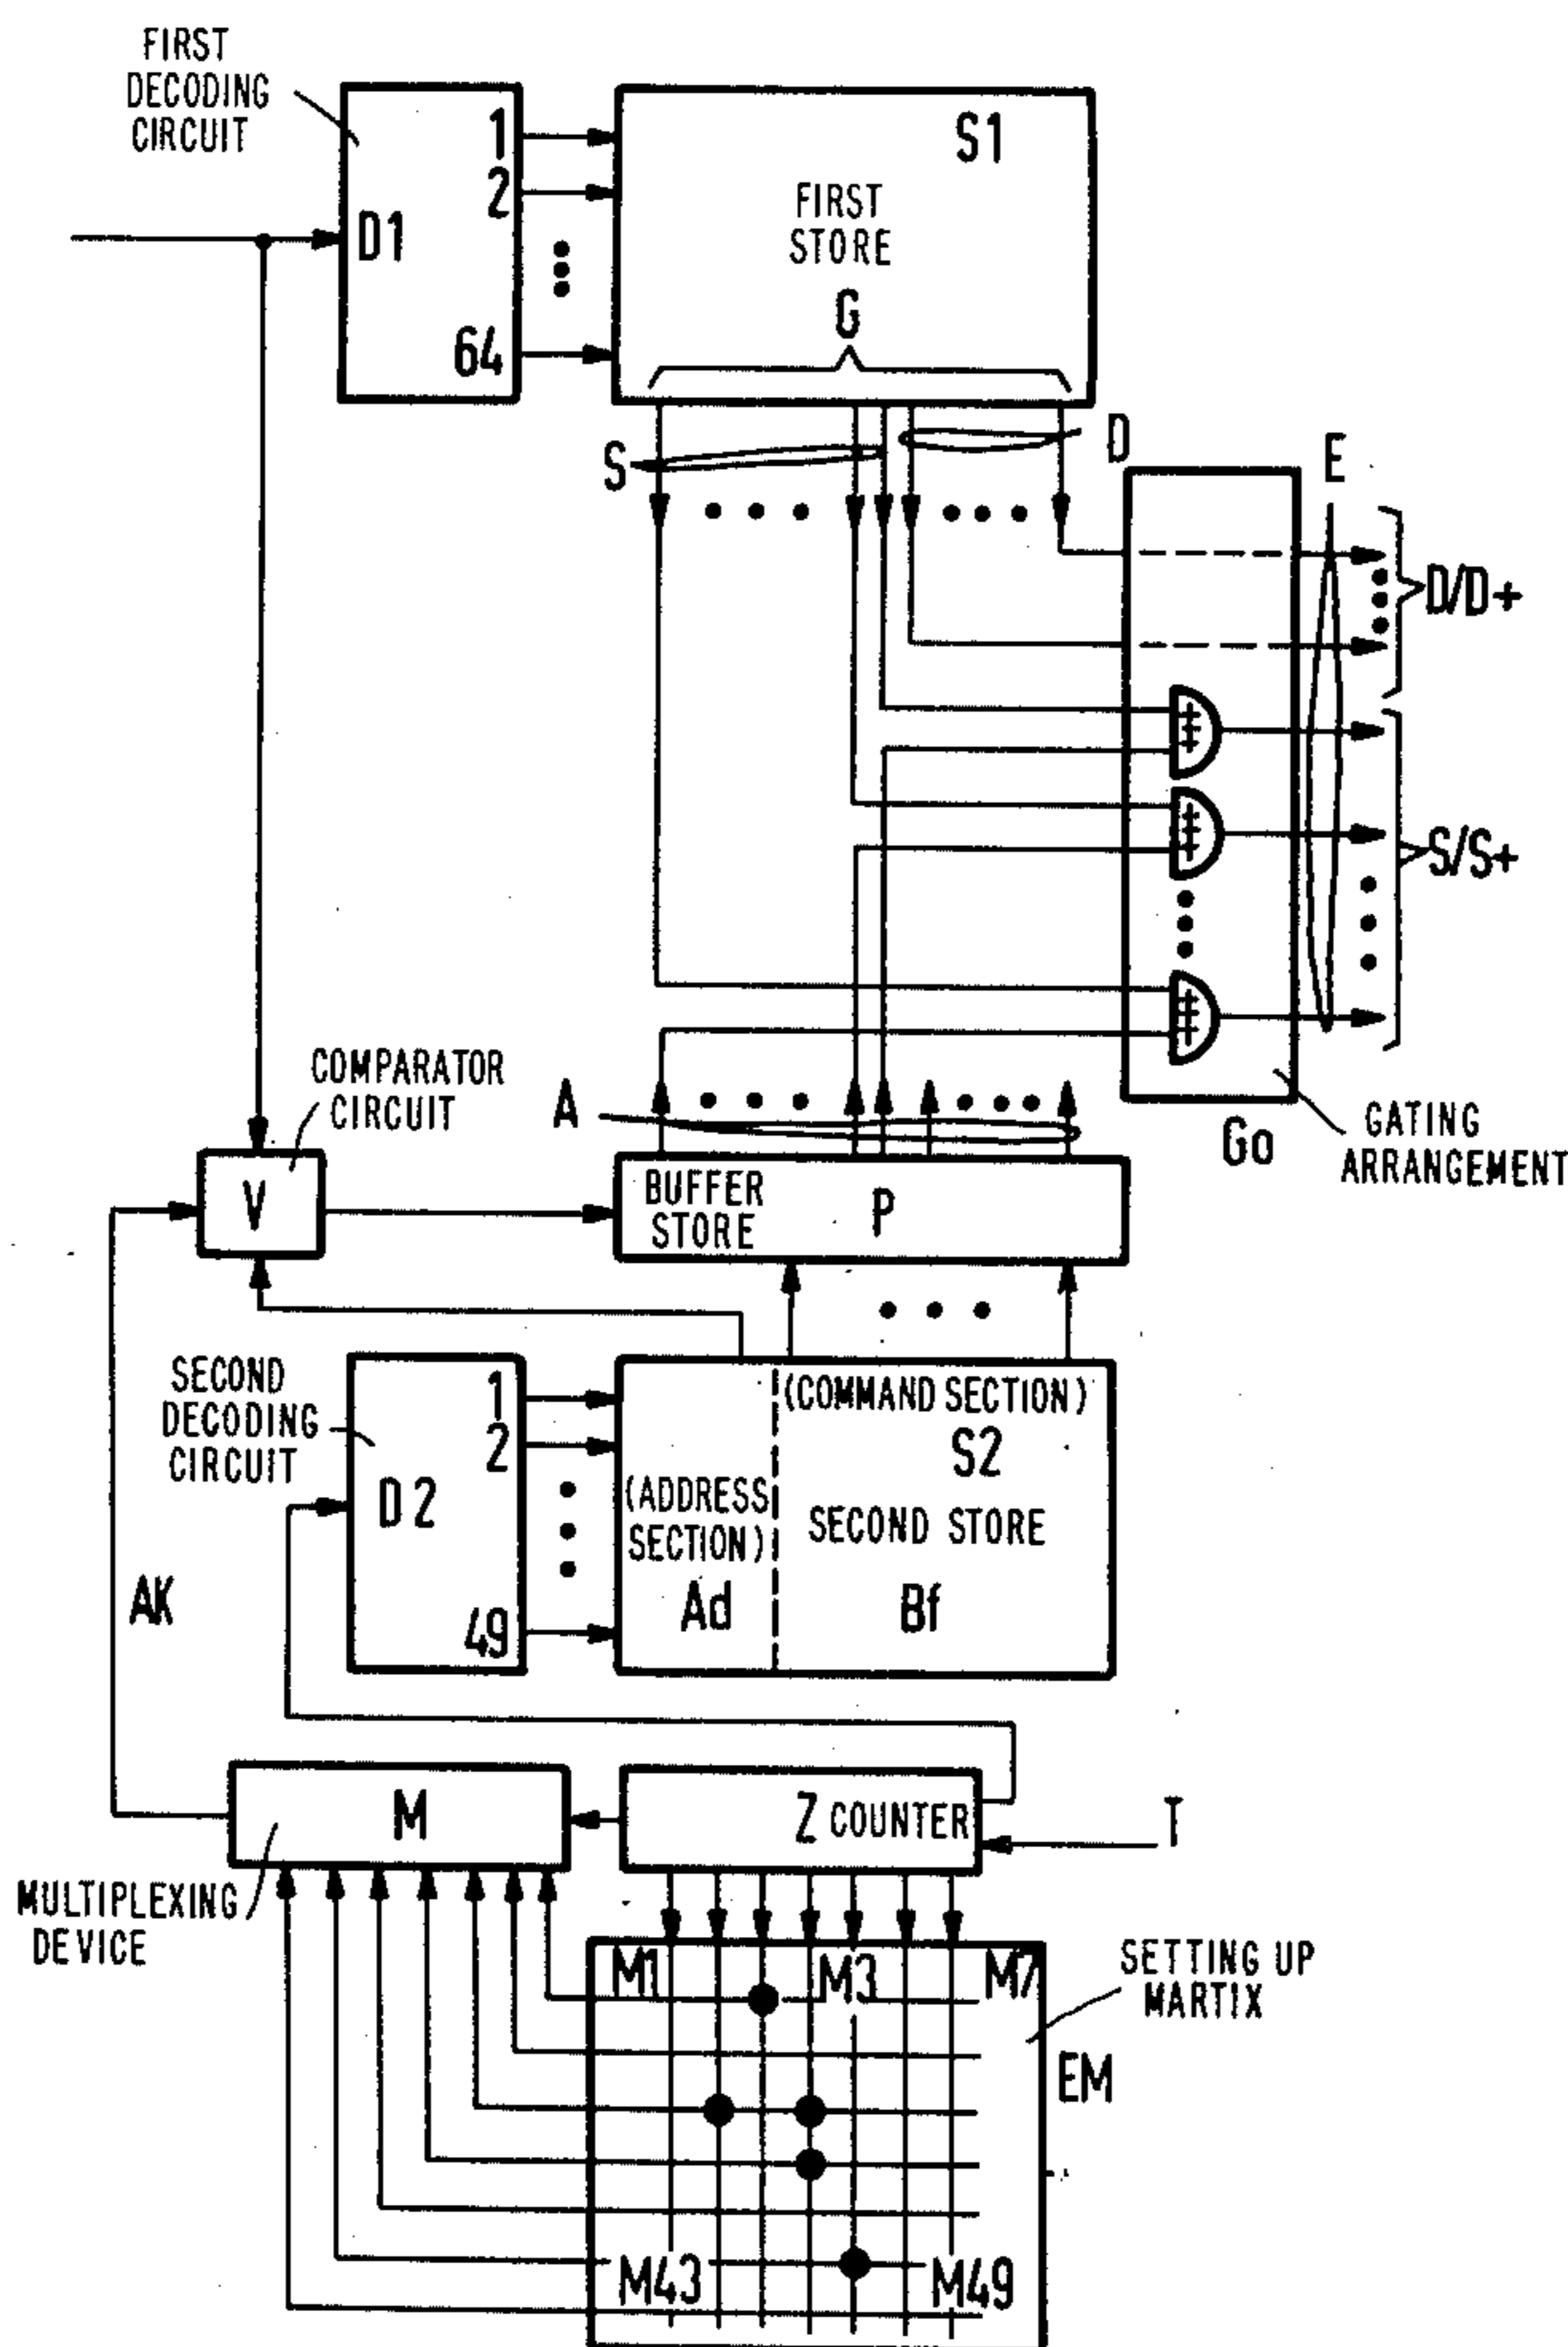 FIRST
DECODING
CIRCUIT
1
2
64
D1
S1
FIRST
STORE
G
S
D
E
D/D+
S/S+
COMPARATOR
CIRCUIT
A
Go
GATING
ARRANGEMENT
V
BUFFER
STORE
P
SECOND
DECODING
CIRCUIT
1
2
49
D2
(COMMAND SECTION)
S2
(ADDRESS
SECTION)
SECOND STORE
Ad
Bf
AK
M
Z COUNTER
T
MULTIPLEXING
DEVICE
M1
M3
M7
SETTING UP
MARTIX
EM
M43
M49